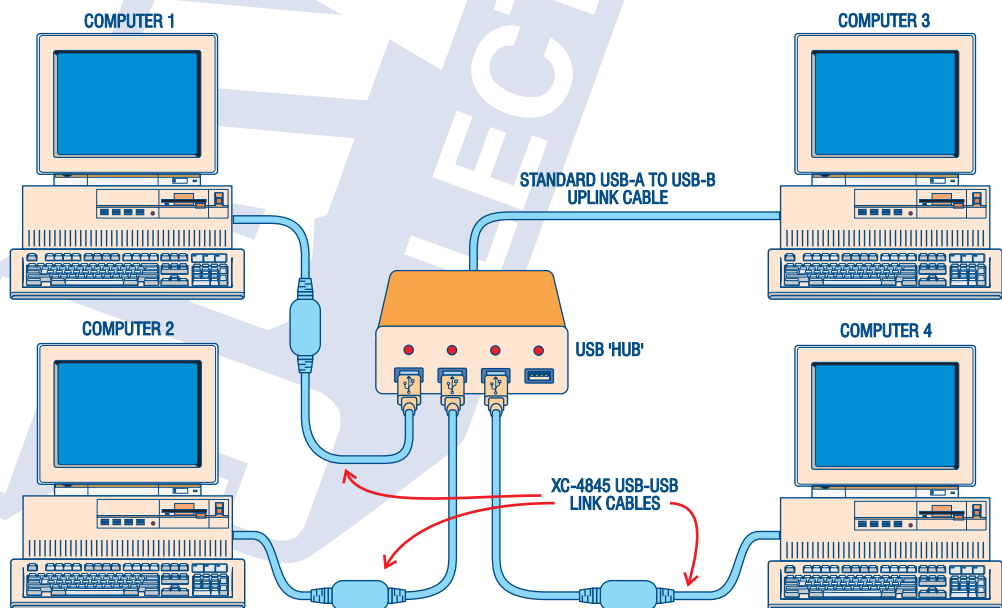 COMPUTER 1
COMPUTER 3
STANDARD USB-A TO USB-B
UPLINK CABLE
COMPUTER 2
USB 'HUB'
COMPUTER 4
XC-4845 USB-USB
LINK CABLES